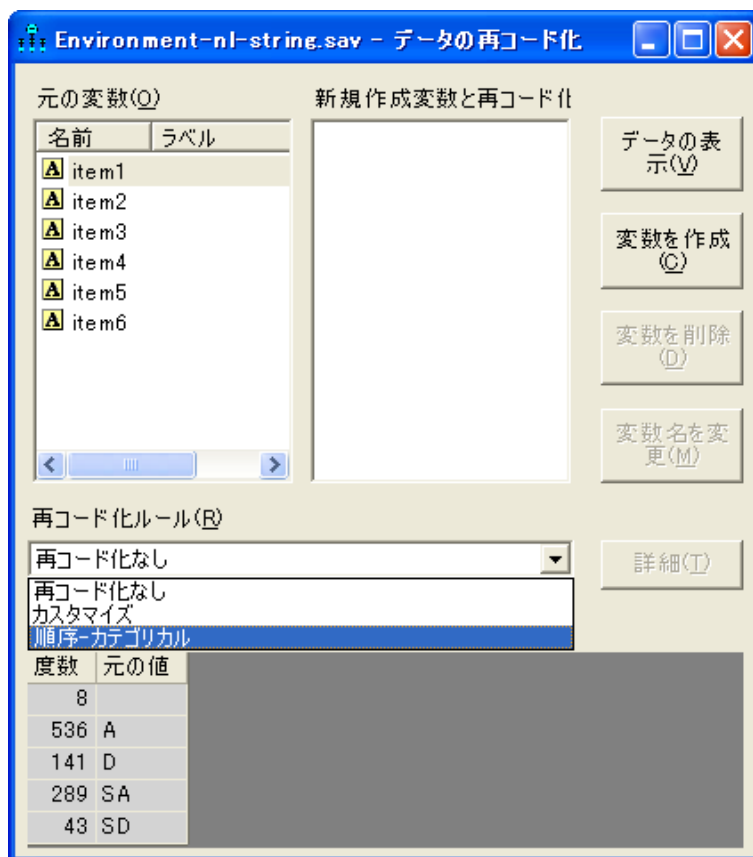 Environment-nl-string.sav - データの再コード化
元の変数(O)
新規作成変数と再コード化
名前 ラベル
item1
item2
item3
item4
item5
item6
データの表
示(V)
変数を作成
(C)
変数を削除
(D)
変数名を変
更(M)
再コード化ルール(R)
再コード化なし
詳細(T)
再コード化なし
カスタマイズ
順序-カテゴリカル
度数 元の値
8
536 A
141 D
289 SA
43 SD